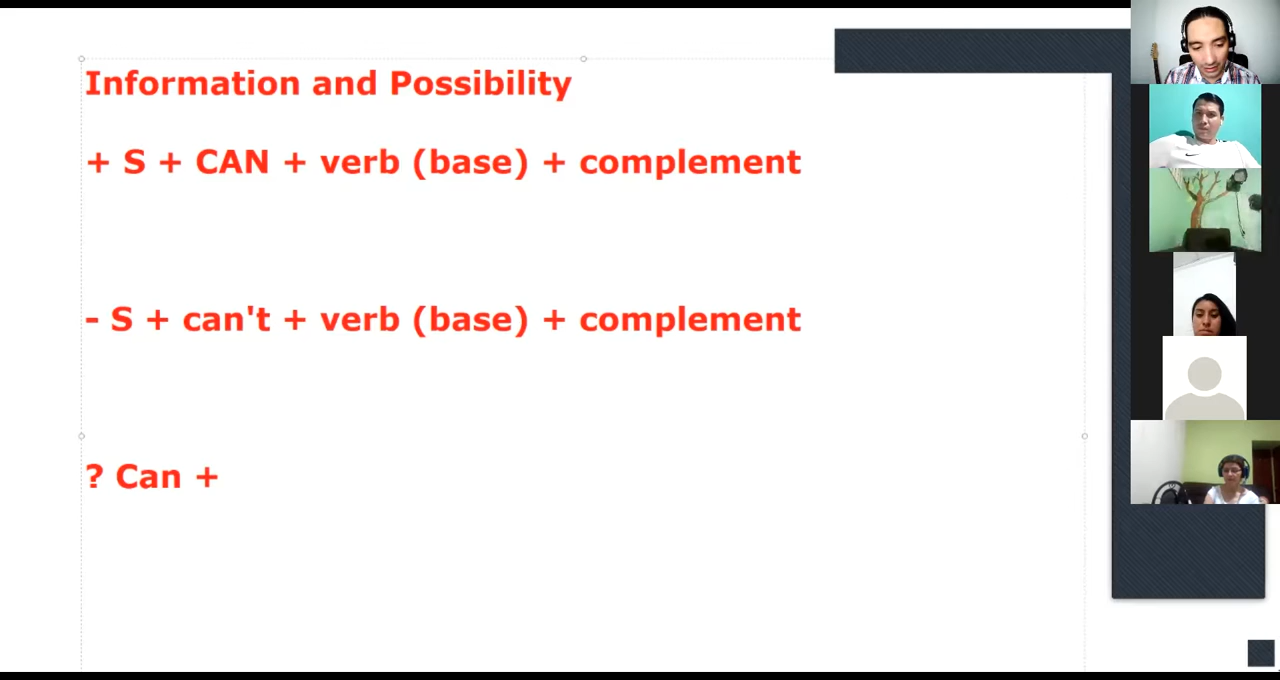 Information and Possibility
+ S + CAN + verb (base) + complement
- S + can't + verb (base) + complement
? Can +